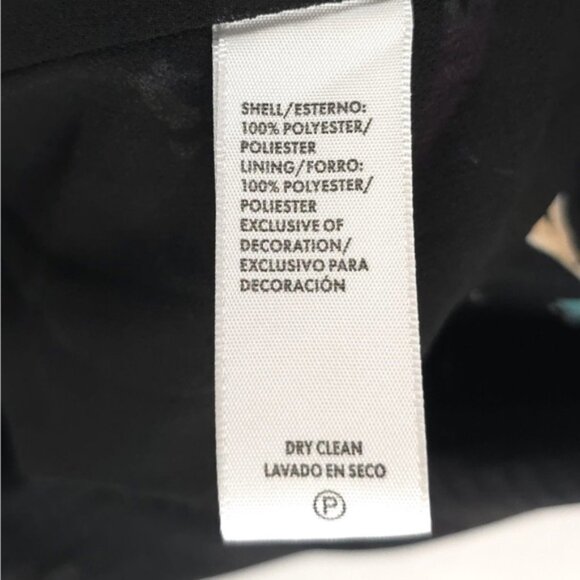 SHELL/ESTERNO:
100% POLYESTER/
POLIESTER
LINING/FORRO:
100% POLYESTER/
POLIESTER
EXCLUSIVE OF
DECORATION/
EXCLUSIVO PARA
DECORACIÓN
DRY CLEAN
LAVADO EN SECO
P